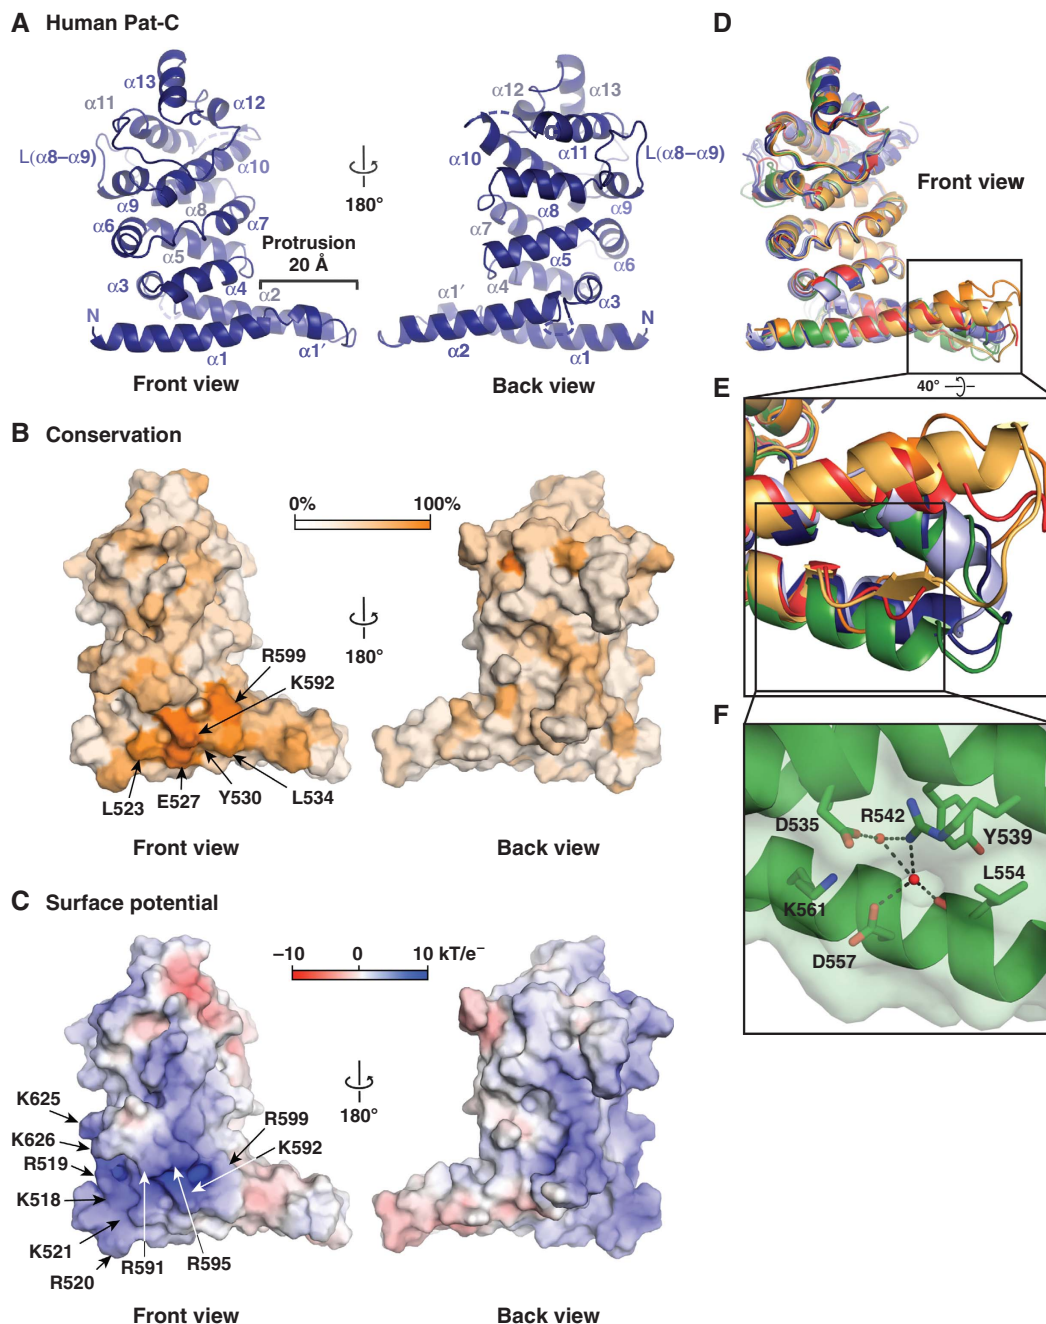 A Human Pat-C
α13
α11
α12
L(α8–α9)
α10
α9
α8
α7
α6
α5
Protrusion
20 Å
α3
α4
α2
N
α1
α1′
Front view
180°
α12
α13
α10
α11
L(α8–α9)
α8
α9
α7
α5
α6
α4
α1′
α3
N
α2
α1
Back view
B Conservation
0% 100%
180°
R599
K592
L523
E527
Y530
L534
Front view
Back view
C Surface potential
−10 0 10 kT/e⁻
180°
K625
K626
R519
K518
K521
R520
R591
R595
R599
K592
Front view
Back view
D
Front view
40°
E
F
D535
R542
Y539
L554
K561
D557